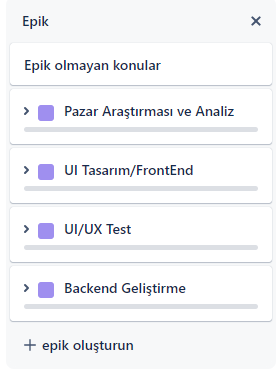 Epik
Epik olmayan konular
Pazar Araştırması ve Analiz
UI Tasarım/FrontEnd
UI/UX Test
Backend Geliştirme
epik oluşturun